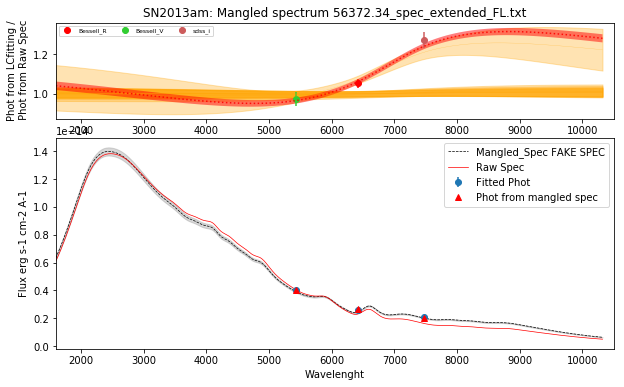 SN2013am: Mangled spectrum 56372.34_spec_extended_FL.txt
Phot from LCfitting /
Phot from Raw Spec
Bessell_R Bessell_V sdss_i
1.2
1.0
2000 3000 4000 5000 6000 7000 8000 9000 10000
1e−14
Flux erg s-1 cm-2 A-1
1.4
1.2
1.0
0.8
0.6
0.4
0.2
0.0
Mangled_Spec FAKE SPEC
Raw Spec
Fitted Phot
Phot from mangled spec
2000 3000 4000 5000 6000 7000 8000 9000 10000
Wavelenght